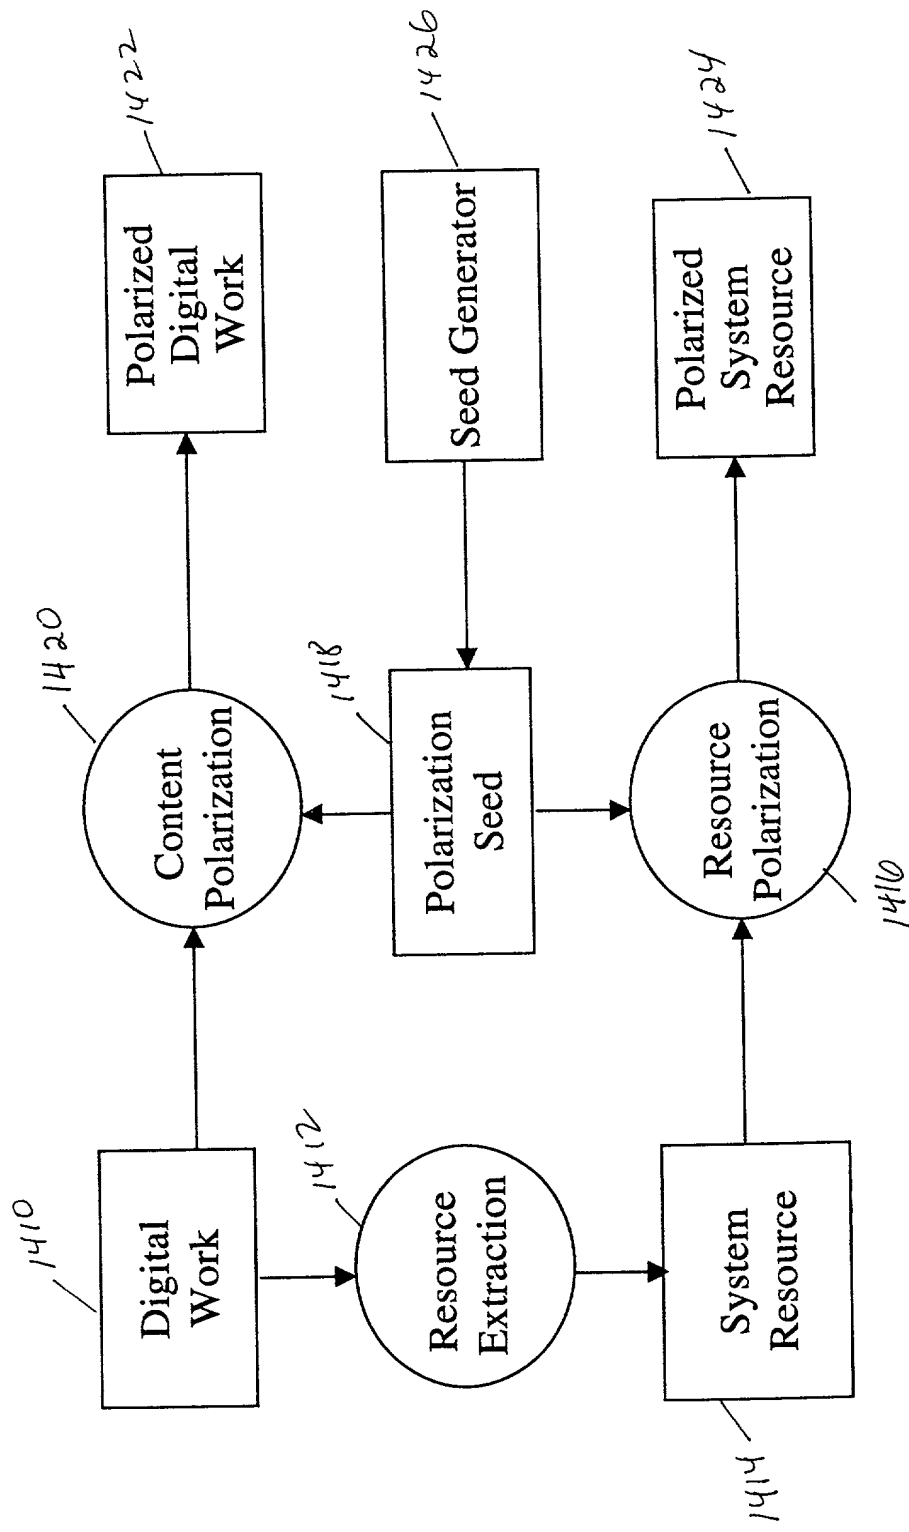 1410
Digital
Work
1420
Content
Polarization
1422
Polarized
Digital
Work
1412
Resource
Extraction
1418
Polarization
Seed
1426
Seed Generator
1414
System
Resource
1416
Resource
Polarization
1424
Polarized
System
Resource